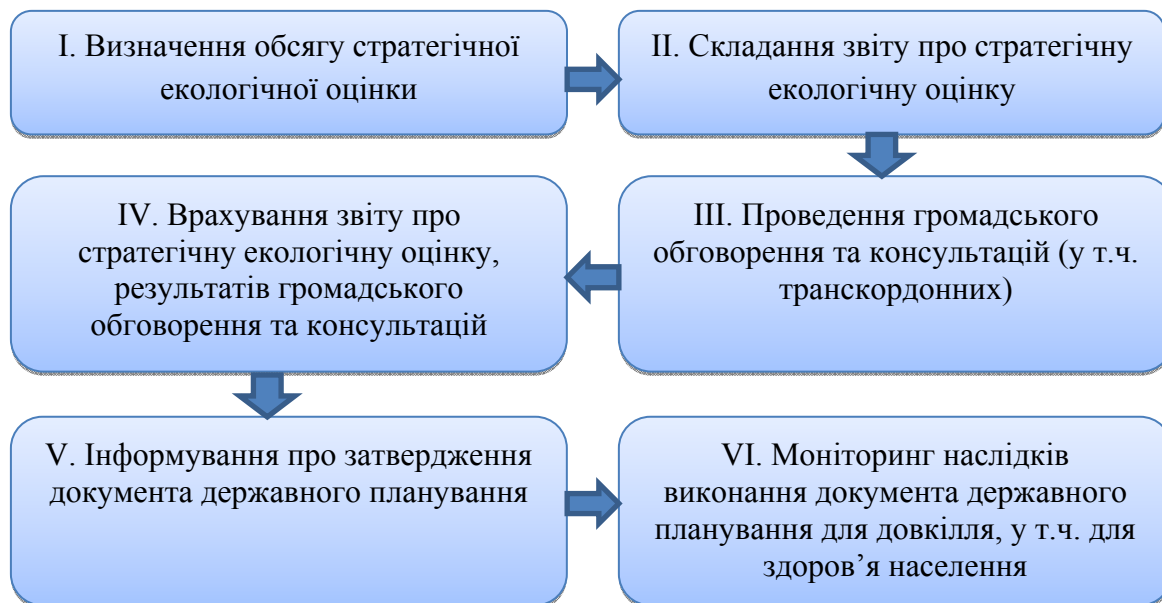 I. Визначення обсягу стратегічної
екологічної оцінки
II. Складання звіту про стратегічну
екологічну оцінку
III. Проведення громадського
обговорення та консультацій (у т.ч.
транскордонних)
IV. Врахування звіту про
стратегічну екологічну оцінку,
результатів громадського
обговорення та консультацій
V. Інформування про затвердження
документа державного планування
VI. Моніторинг наслідків
виконання документа державного
планування для довкілля, у т.ч. для
здоров’я населення